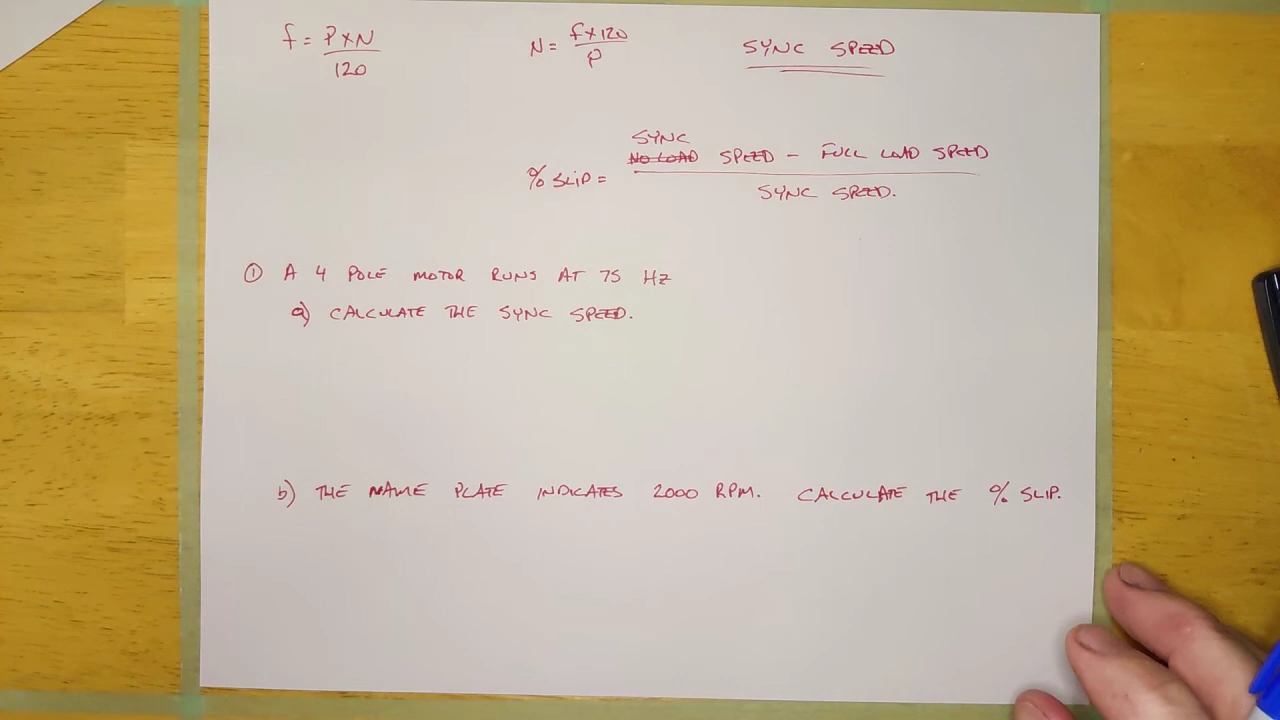 f = P X N / 120
N = f X 120 / P
SYNC SPEED
SYNC
% SLIP = NO LOAD SPEED - FULL LOAD SPEED
SYNC SPEED.
① A 4 POLE MOTOR RUNS AT 75 HZ
a) CALCULATE THE SYNC SPEED.
b) THE NAME PLATE INDICATES 2000 RPM. CALCULATE THE % SLIP.